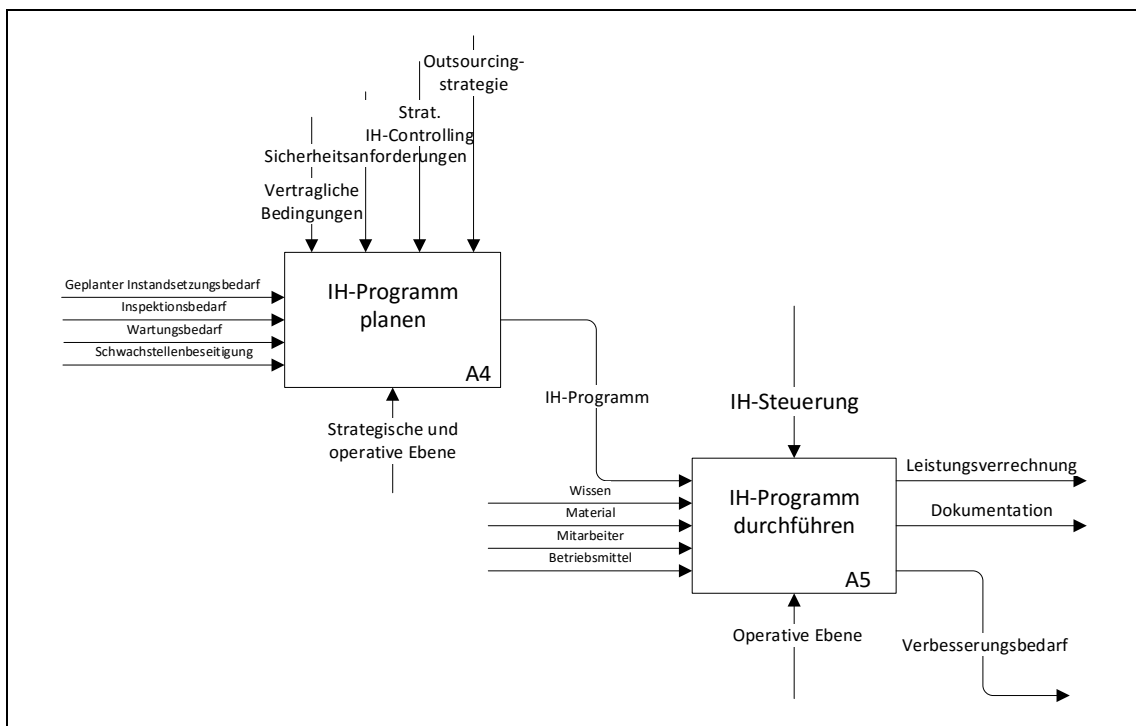 Outsourcing-
strategie
Strat.
IH-Controlling
Sicherheitsanforderungen
Vertragliche
Bedingungen
Geplanter Instandsetzungsbedarf
Inspektionsbedarf
Wartungsbedarf
Schwachstellenbeseitigung
IH-Programm
planen
A4
Strategische und
operative Ebene
IH-Programm
IH-Steuerung
Wissen
Material
Mitarbeiter
Betriebsmittel
IH-Programm
durchführen
A5
Operative Ebene
Leistungsverrechnung
Dokumentation
Verbesserungsbedarf